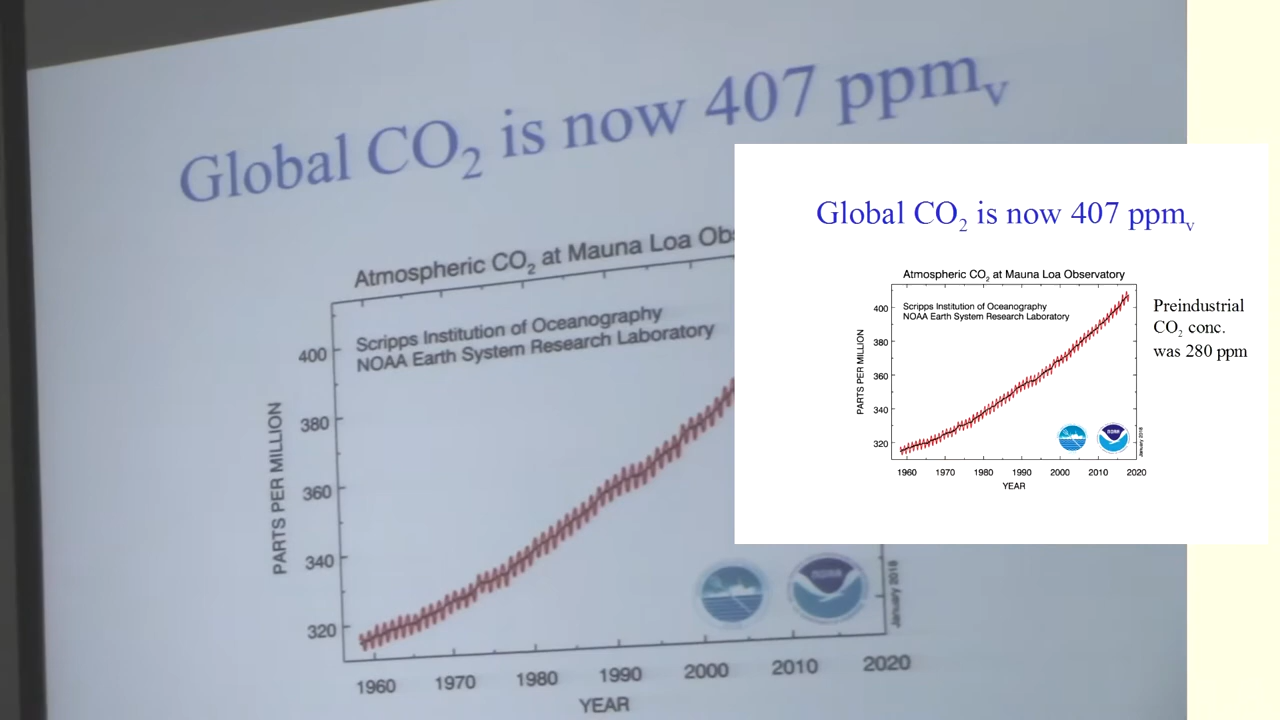 Global CO₂ is now 407 ppmᵥ
Atmospheric CO₂ at Mauna Loa Obs
Scripps Institution of Oceanography
NOAA Earth System Research Laboratory
400
380
360
340
320
PARTS PER MILLION
1960 1970 1980 1990 2000 2010 2020
YEAR
NOAA
January 2018
Global CO₂ is now 407 ppmᵥ
Atmospheric CO₂ at Mauna Loa Observatory
Scripps Institution of Oceanography
NOAA Earth System Research Laboratory
400
380
360
340
320
PARTS PER MILLION
1960 1970 1980 1990 2000 2010 2020
YEAR
NOAA
January 2018
Preindustrial
CO₂ conc.
was 280 ppm